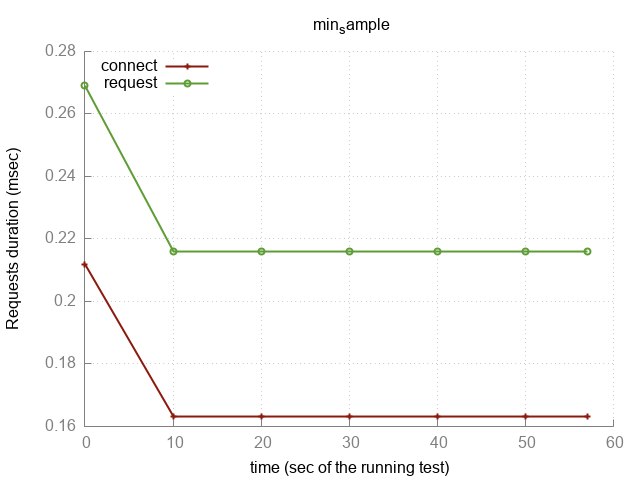 min_sample
0.28
connect
request
0.26
0.24
0.22
0.2
0.18
0.16
0 10 20 30 40 50 60
Requests duration (msec)
time (sec of the running test)